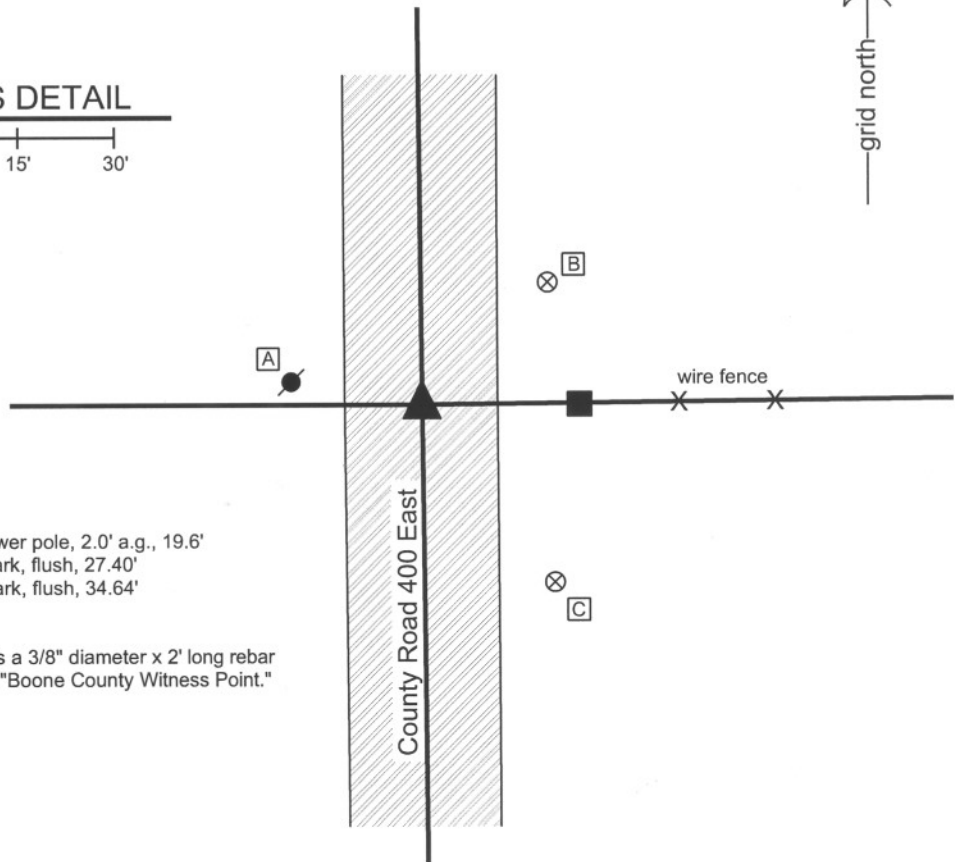 S DETAIL
15' 30'
grid north
B
A
wire fence
County Road 400 East
wer pole, 2.0' a.g., 19.6'
ark, flush, 27.40'
ark, flush, 34.64'
C
s a 3/8" diameter x 2' long rebar
"Boone County Witness Point."